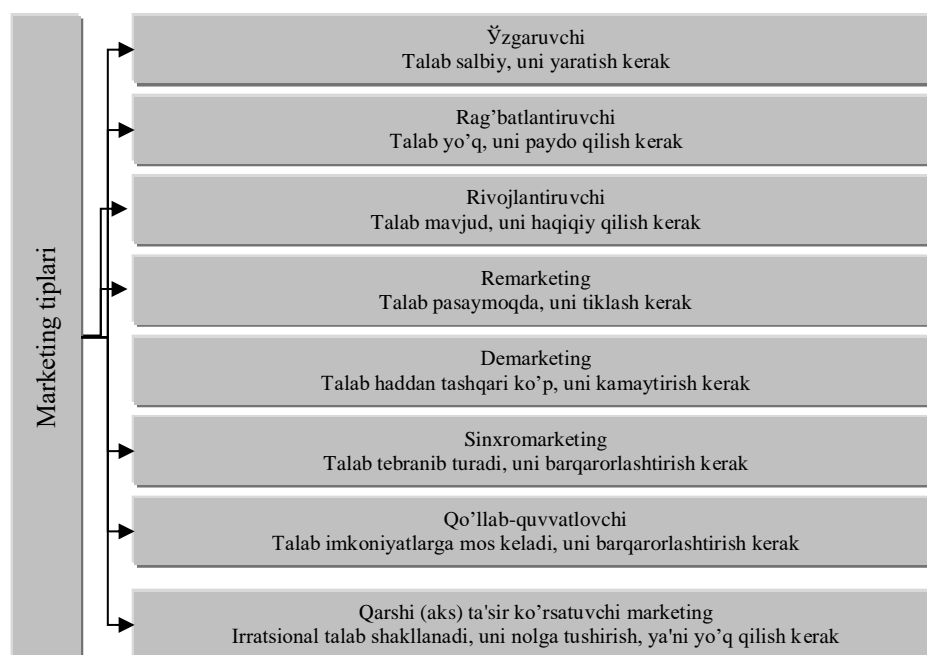 Marketing tiplari
Ўzgaruvchi
Talab salbiy, uni yaratish kerak
Rag’batlantiruvchi
Talab yo’q, uni paydo qilish kerak
Rivojlantiruvchi
Talab mavjud, uni haqiqiy qilish kerak
Remarketing
Talab pasaymoqda, uni tiklash kerak
Demarketing
Talab haddan tashqari ko’p, uni kamaytirish kerak
Sinxromarketing
Talab tebranib turadi, uni barqarorlashtirish kerak
Qo’llab-quvvatlovchi
Talab imkoniyatlarga mos keladi, uni barqarorlashtirish kerak
Qarshi (aks) ta'sir ko’rsatuvchi marketing
Irratsional talab shakllanadi, uni nolga tushirish, ya'ni yo’q qilish kerak